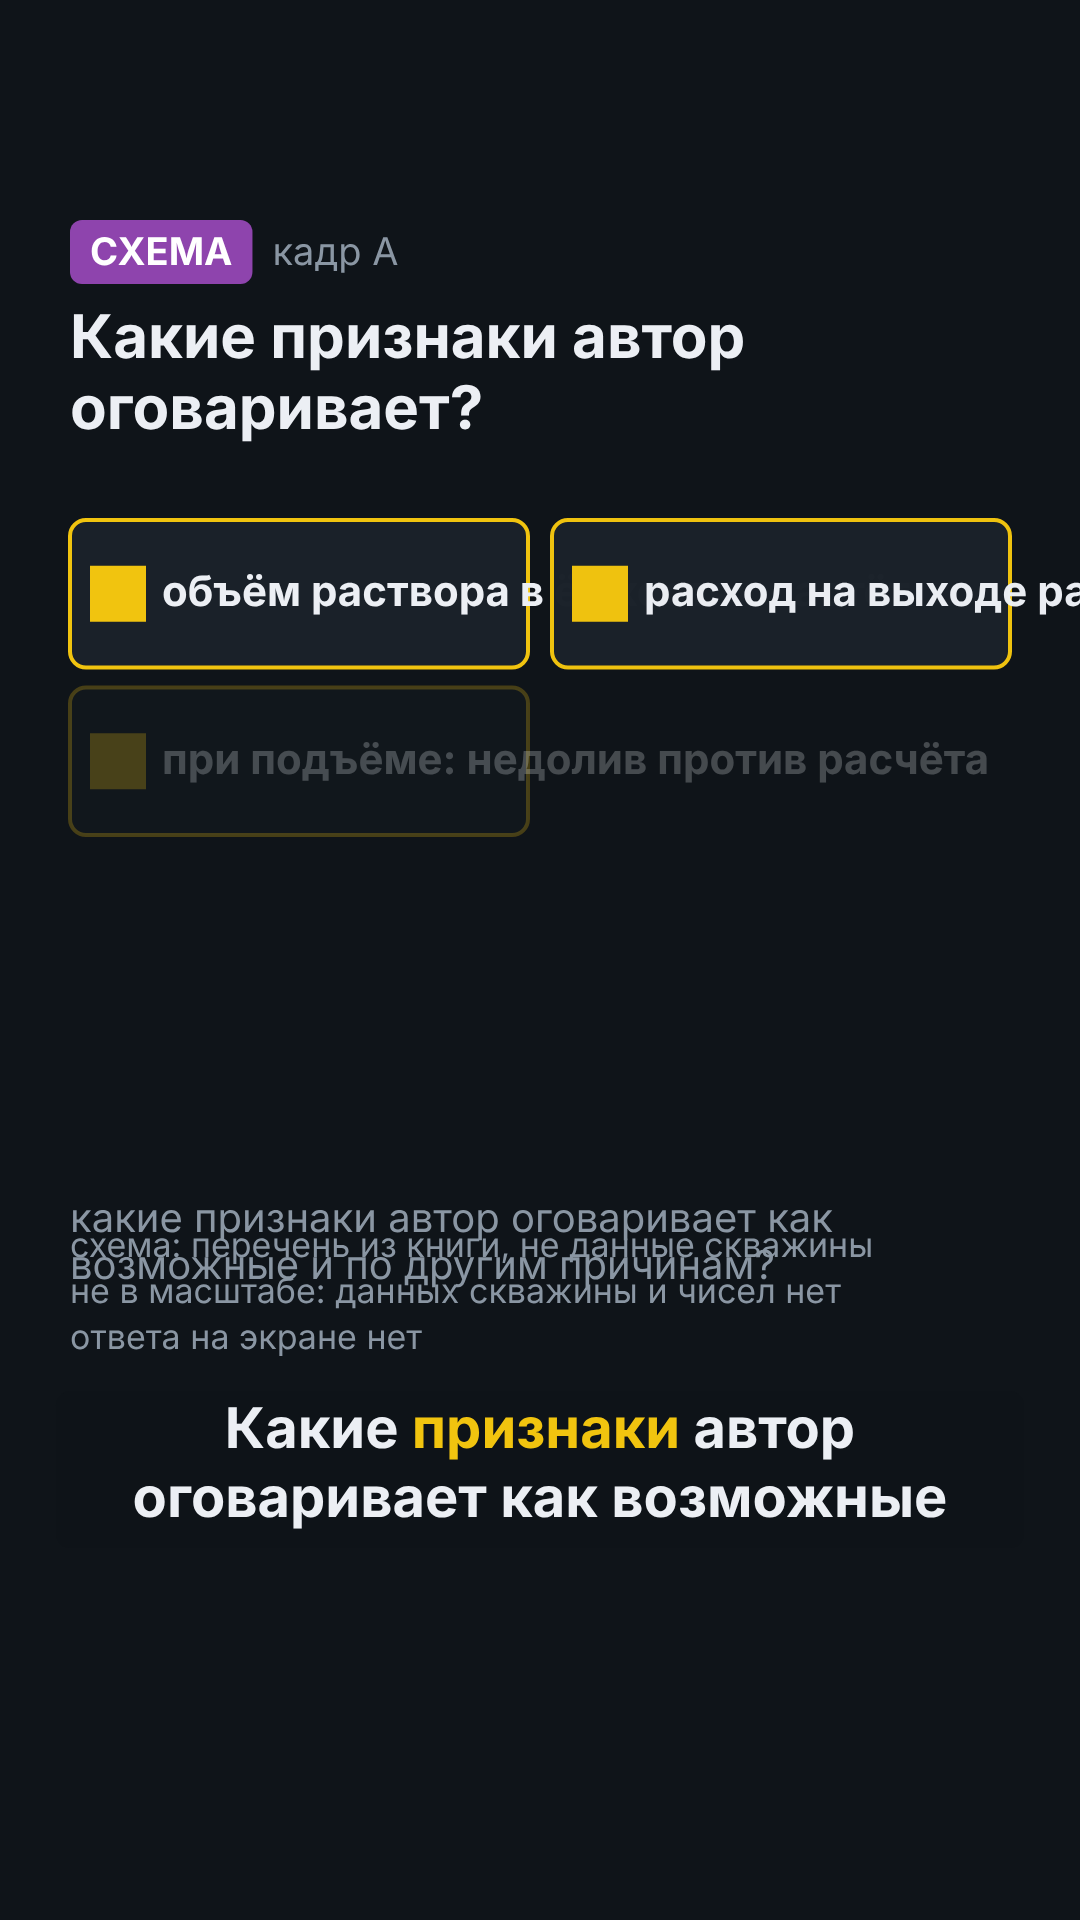 СХЕМА кадр А
Какие признаки автор
оговаривает?
объём раствора в
расход на выходе ра
при подъёме: недолив против расчёта
какие признаки автор оговаривает как
схема: перечень из книги, не данные скважины
возможные и по другим причинам?
не в масштабе: данных скважины и чисел нет
ответа на экране нет
Какие признаки автор
оговаривает как возможные